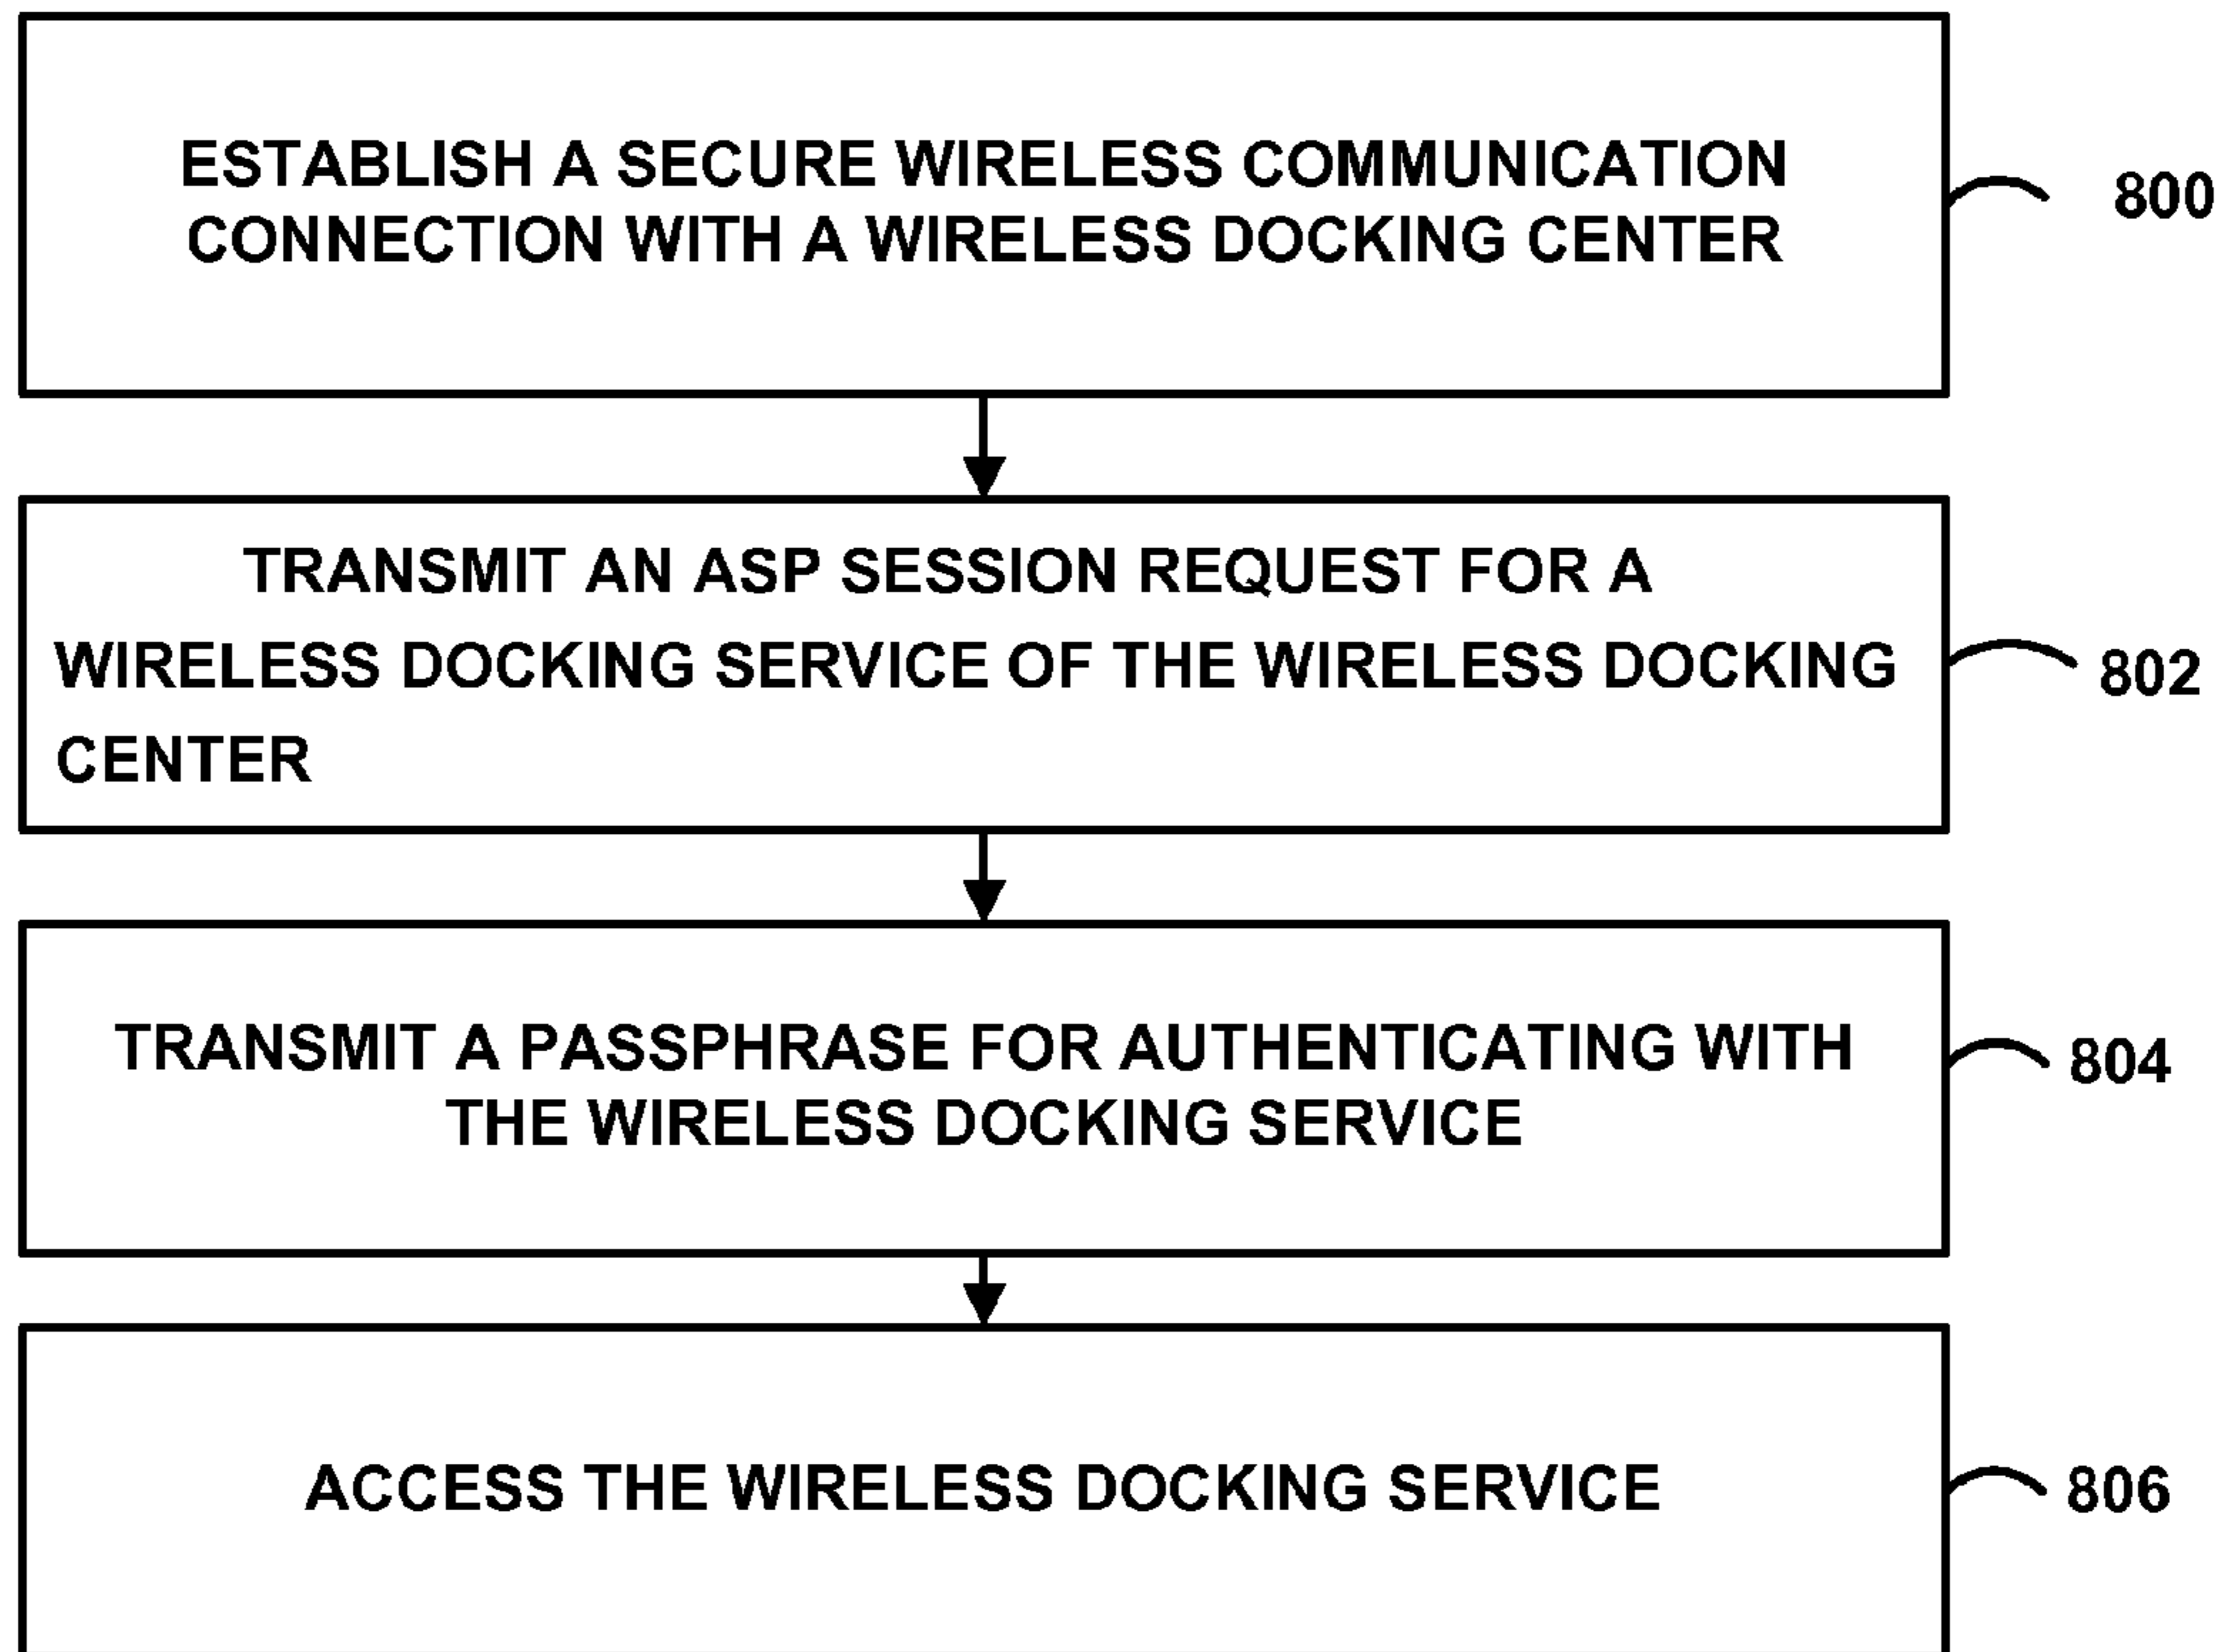 ESTABLISH A SECURE WIRELESS COMMUNICATION
CONNECTION WITH A WIRELESS DOCKING CENTER
800
TRANSMIT AN ASP SESSION REQUEST FOR A
WIRELESS DOCKING SERVICE OF THE WIRELESS DOCKING
CENTER
802
TRANSMIT A PASSPHRASE FOR AUTHENTICATING WITH
THE WIRELESS DOCKING SERVICE
804
ACCESS THE WIRELESS DOCKING SERVICE
806